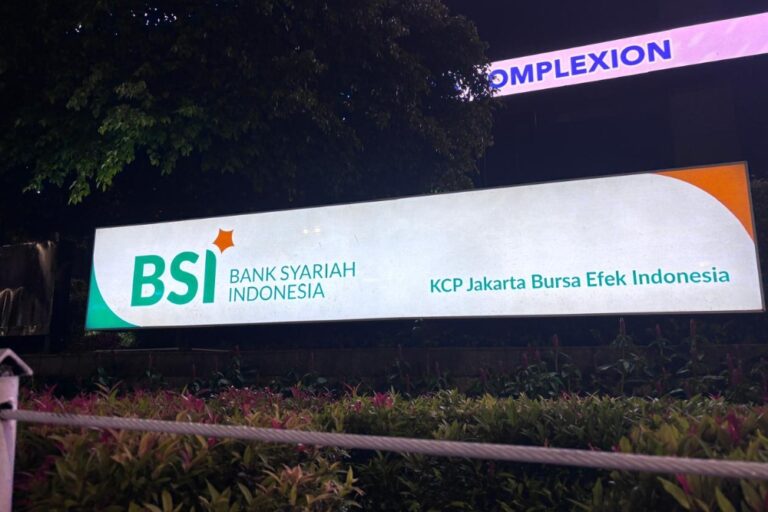 OMPLEXION
BSI BANK SYARIAH
INDONESIA
KCP Jakarta Bursa Efek Indonesia